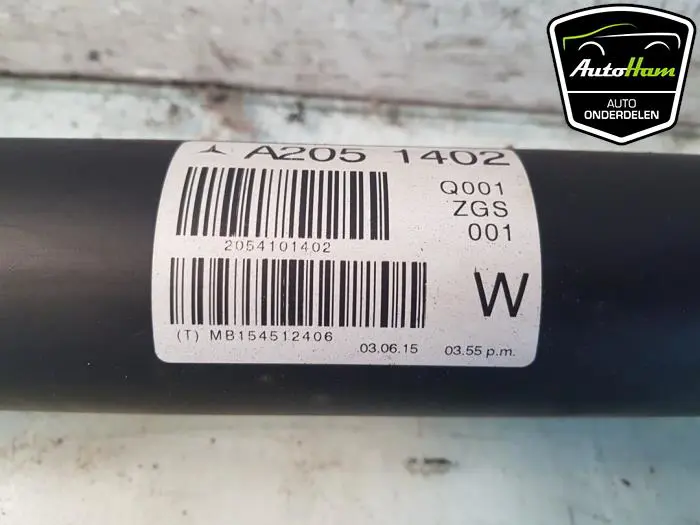 AutoHam
AUTO
ONDERDELEN
A205 1402
Q001
ZGS
001
2054101402
W
(T) MB154512406
03.06.15 03.55 p.m.